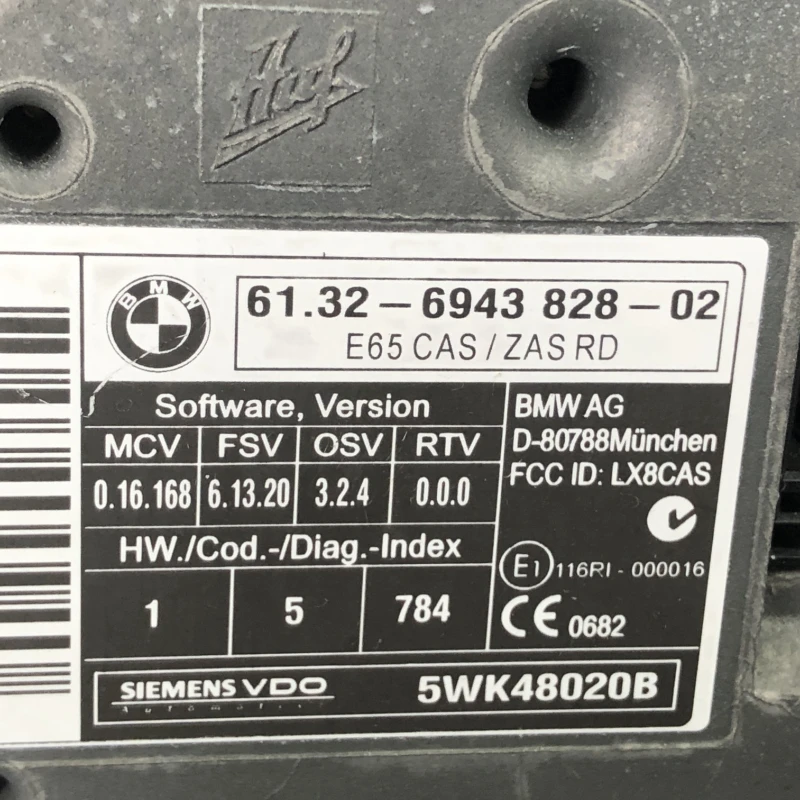 Huf
BMW
61.32-6943 828-02
E65 CAS/ZAS RD
Software, Version
MCV FSV OSV RTV
0.16.168 6.13.20 3.2.4 0.0.0
HW./Cod.-/Diag.-Index
1 5 784
BMW AG
D-80788München
FCC ID: LX8CAS
E1 116RI-000016
CE 0682
SIEMENS VDO
Automotive
5WK48020B